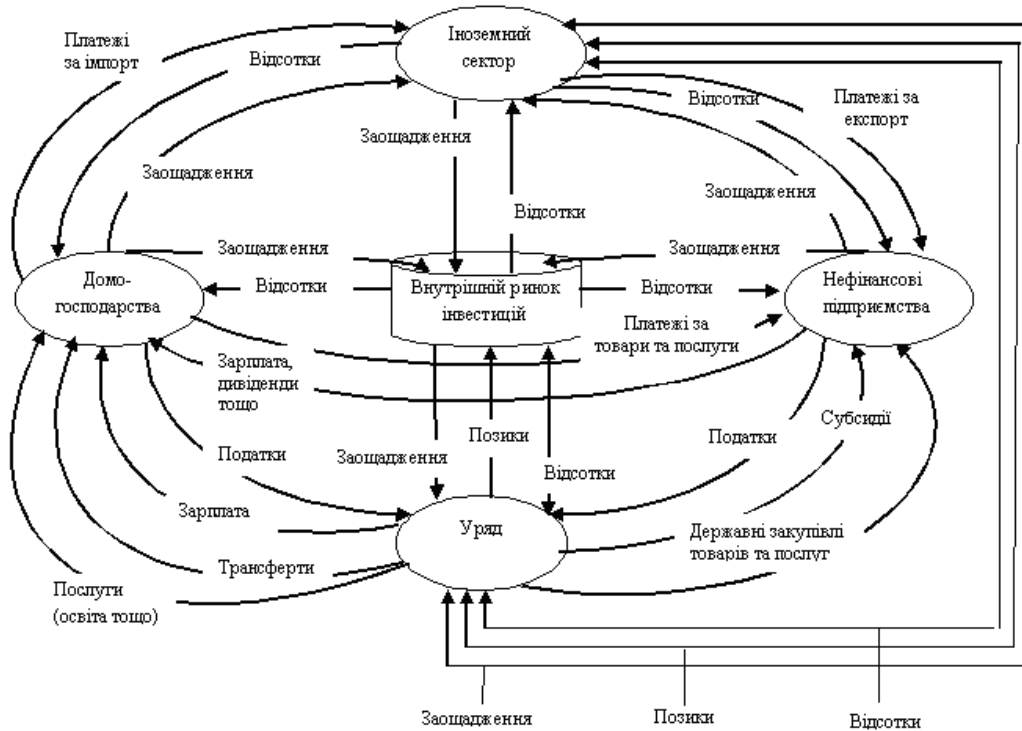 Іноземний
сектор
Платежі
за імпорт
Відсотки
Відсотки
Платежі за
експорт
Заощадження
Заощадження
Заощадження
Відсотки
Заощадження
Заощадження
Домо-
господарства
Відсотки
Внутрішній ринок
інвестицій
Відсотки
Нефінансові
підприємства
Платежі за
товари та послуги
Зарплата,
дивіденди
тощо
Субсидії
Податки
Заощадження
Позики
Відсотки
Податки
Зарплата
Уряд
Державні закупівлі
товарів та послуг
Трансферти
Послуги
(освіта тощо)
Заощадження
Позики
Відсотки